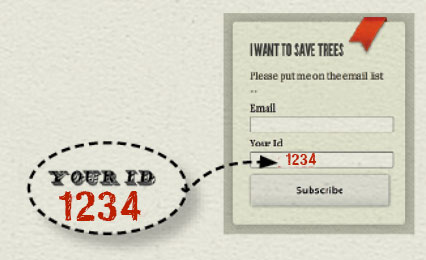 I WANT TO SAVE TREES
Please put me on the email list
..
Email
Your Id
1234
Subscribe
YOUR ID
1234